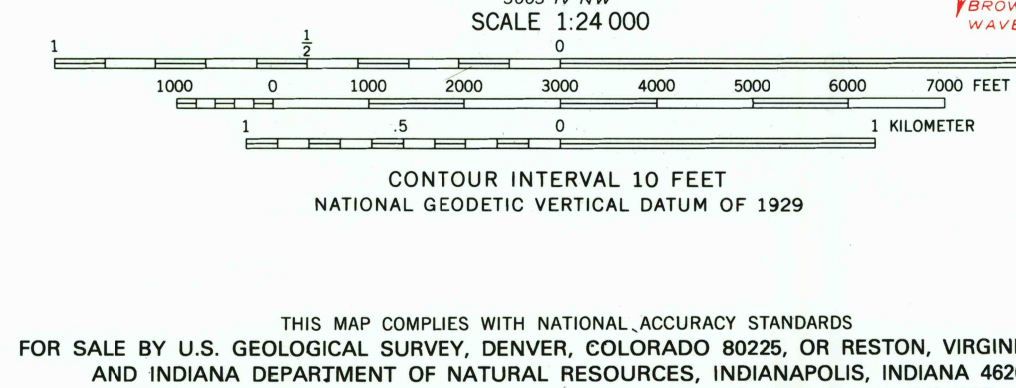 SCALE 1:24 000
BROW
WAVE
1 ½ 0
1000 0 1000 2000 3000 4000 5000 6000 7000 FEET
1 .5 0 1 KILOMETER
CONTOUR INTERVAL 10 FEET
NATIONAL GEODETIC VERTICAL DATUM OF 1929
THIS MAP COMPLIES WITH NATIONAL ACCURACY STANDARDS
FOR SALE BY U.S. GEOLOGICAL SURVEY, DENVER, COLORADO 80225, OR RESTON, VIRGINI
AND INDIANA DEPARTMENT OF NATURAL RESOURCES, INDIANAPOLIS, INDIANA 462